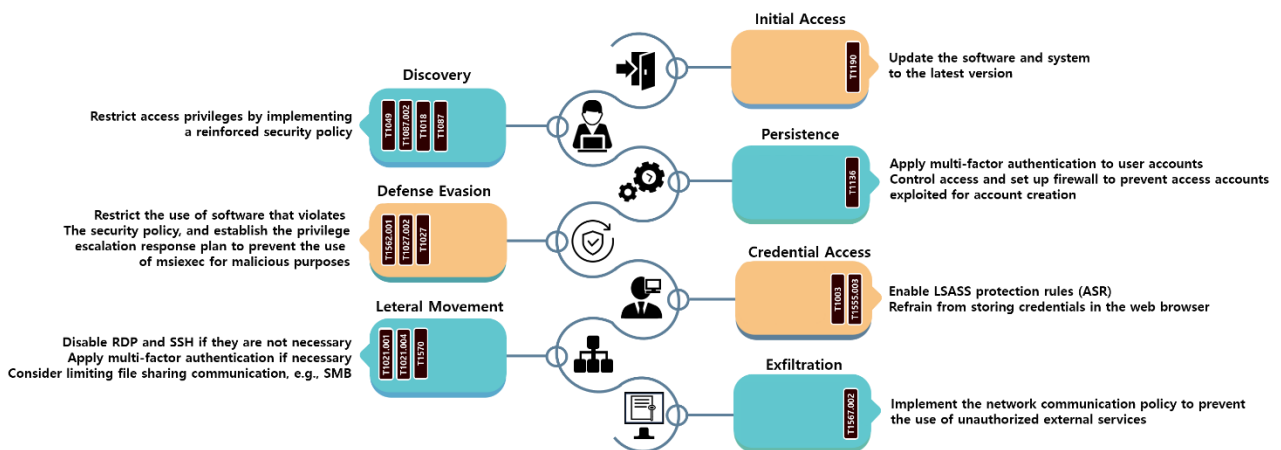 Initial Access
T1190
Update the software and system
to the latest version
Discovery
T1049
T1087.002
T1018
T1087
Restrict access privileges by implementing
a reinforced security policy
Persistence
T1136
Apply multi-factor authentication to user accounts
Control access and set up firewall to prevent access accounts
exploited for account creation
Defense Evasion
T1562.001
T1027.002
T1027
Restrict the use of software that violates
The security policy, and establish the privilege
escalation response plan to prevent the use
of msiexec for malicious purposes
Credential Access
T1003
T1555.003
Enable LSASS protection rules (ASR)
Refrain from storing credentials in the web browser
Leteral Movement
T1021.001
T1021.004
T1570
Disable RDP and SSH if they are not necessary
Apply multi-factor authentication if necessary
Consider limiting file sharing communication, e.g., SMB
Exfiltration
T1567.002
Implement the network communication policy to prevent
the use of unauthorized external services